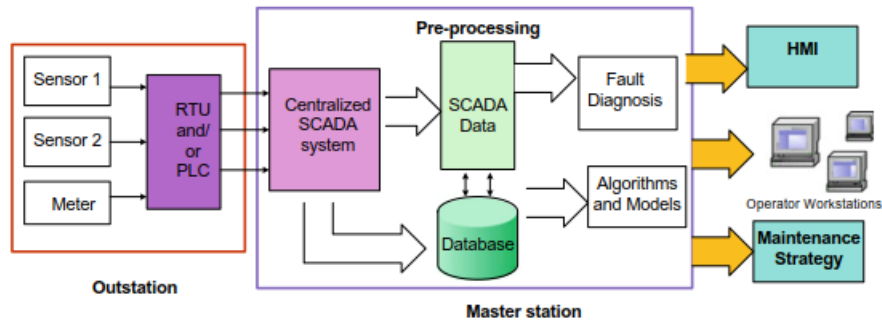 Pre-processing
Sensor 1
Sensor 2
Meter
RTU
and/
or
PLC
Outstation
Centralized
SCADA
system
SCADA
Data
Database
Fault
Diagnosis
Algorithms
and Models
Master station
HMI
Operator Workstations
Maintenance
Strategy